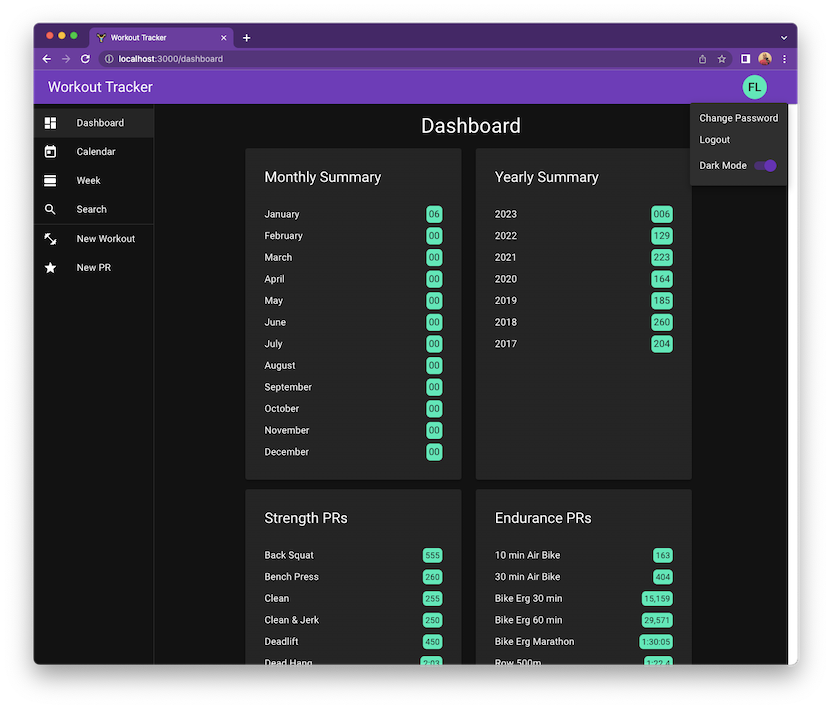 Workout Tracker
localhost:3000/dashboard
Workout Tracker
FL
Change Password
Logout
Dark Mode
Dashboard
Calendar
Week
Search
New Workout
New PR
Dashboard
Monthly Summary
January 06
February 00
March 00
April 00
May 00
June 00
July 00
August 00
September 00
October 00
November 00
December 00
Yearly Summary
2023 006
2022 129
2021 223
2020 164
2019 185
2018 260
2017 204
Strength PRs
Back Squat 555
Bench Press 260
Clean 255
Clean & Jerk 250
Deadlift 450
Dead Hang 2:03
Endurance PRs
10 min Air Bike 163
30 min Air Bike 404
Bike Erg 30 min 15,159
Bike Erg 60 min 29,571
Bike Erg Marathon 1:30:05
Row 500m 1:22.4